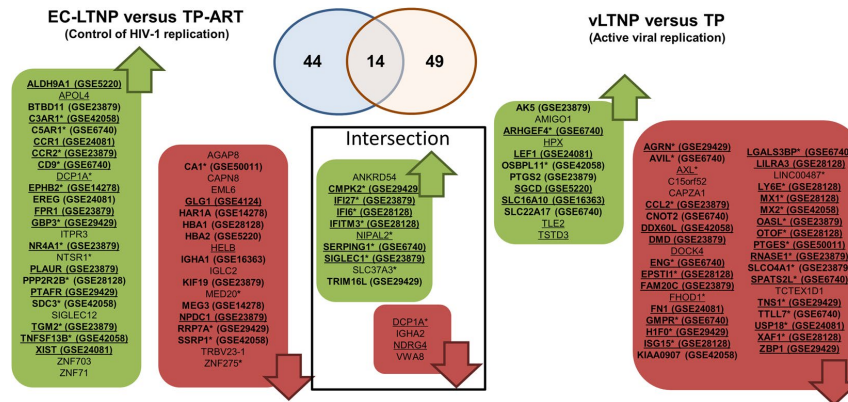 EC-LTNP versus TP-ART
(Control of HIV-1 replication)
44
14
49
vLTNP versus TP
(Active viral replication)
ALDH9A1 (GSE5220)
APOL4
BTBD11 (GSE23879)
C3AR1* (GSE42058)
C5AR1* (GSE6740)
CCR1 (GSE24081)
CCR2* (GSE23879)
CD9* (GSE6740)
DCP1A*
EPHB2* (GSE14278)
EREG (GSE24081)
FPR1 (GSE24081)
GBP3* (GSE29429)
ITPR3
NR4A1* (GSE23879)
NTSR1*
PLAUR (GSE23879)
PPP2R2B* (GSE28128)
PTAFR (GSE29429)
SDC3* (GSE42058)
SIGLEC12
TGM2* (GSE23879)
TNFSF13B* (GSE42058)
XIST (GSE24081)
ZNF703
ZNF71
AGAP8
CA1* (GSE50011)
CAPN8
EML6
GLG1 (GSE4124)
HAR1A (GSE14278)
HBA1 (GSE28128)
HBA2 (GSE5220)
HELB
IGHA1 (GSE16363)
IGLC2
KIF19 (GSE23879)
MED20*
MEG3 (GSE14278)
NPDC1 (GSE23879)
RRP7A* (GSE29429)
SSRP1* (GSE42058)
TRBV23-1
ZNF275*
Intersection
ANKRD54
CMPK2* (GSE29429)
IFI27* (GSE23879)
IFI6* (GSE28128)
IFITM3* (GSE28128)
NIPAL2*
SERPING1* (GSE6740)
SIGLEC1* (GSE23879)
SLC37A3*
TRIM16L (GSE29429)
DCP1A*
IGHA2
NDRG4
VWA8
AK5 (GSE23879)
AMIGO1
ARHGEF4* (GSE6740)
HPX
LEF1 (GSE24081)
OSBPL11* (GSE42058)
PTGS2 (GSE23879)
SGCD (GSE5220)
SLC16A10 (GSE16363)
SLC22A17 (GSE6740)
TLE2
TSTD3
AGRN* (GSE29429)
AVIL* (GSE6740)
AXL*
C15orf52
CAPZA1
CCL2* (GSE23879)
CNOT2 (GSE6740)
DDX60L (GSE42058)
DMD (GSE23879)
DOCK4
ENG* (GSE6740)
EPSTI1* (GSE28128)
FAM20C (GSE23879)
FHOD1*
FN1 (GSE24081)
GMPR* (GSE6740)
H1F0* (GSE29429)
ISG15* (GSE28128)
KIAA0907 (GSE42058)
LGALS3BP* (GSE6740)
LILRA3 (GSE28128)
LINC00487*
LY6E* (GSE28128)
MX1* (GSE28128)
MX2* (GSE42058)
OASL* (GSE23879)
OTOF* (GSE28128)
PTGES* (GSE50011)
RNASE1* (GSE23879)
SLCO4A1* (GSE23879)
SPATS2L* (GSE6740)
TCTEX1D1
TNS1* (GSE29429)
TTLL7* (GSE6740)
USP18* (GSE24081)
XAF1* (GSE28128)
ZBP1 (GSE29429)